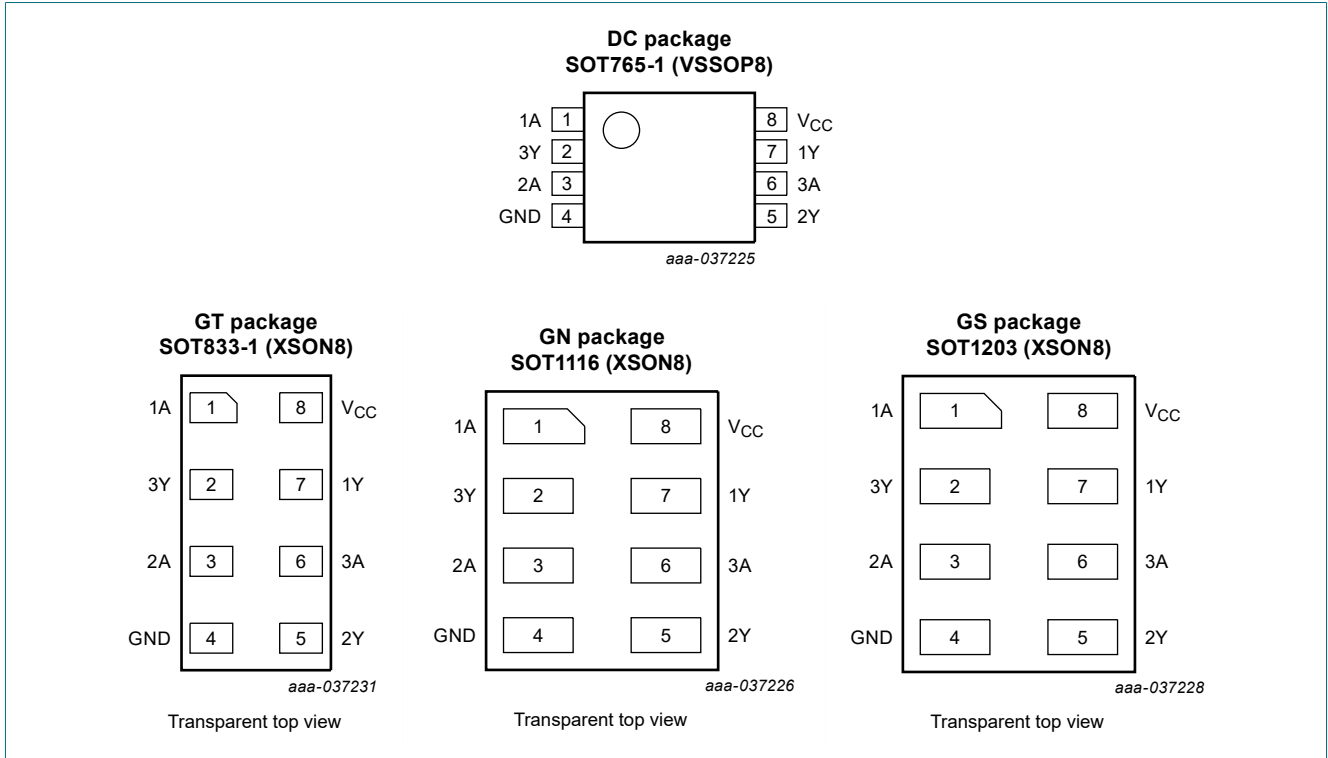 DC package
SOT765-1 (VSSOP8)
1A 1 8 VCC
3Y 2 7 1Y
2A 3 6 3A
GND 4 5 2Y
aaa-037225
GT package
SOT833-1 (XSON8)
1A 1 8 VCC
3Y 2 7 1Y
2A 3 6 3A
GND 4 5 2Y
aaa-037231
Transparent top view
GN package
SOT1116 (XSON8)
1A 1 8 VCC
3Y 2 7 1Y
2A 3 6 3A
GND 4 5 2Y
aaa-037226
Transparent top view
GS package
SOT1203 (XSON8)
1A 1 8 VCC
3Y 2 7 1Y
2A 3 6 3A
GND 4 5 2Y
aaa-037228
Transparent top view